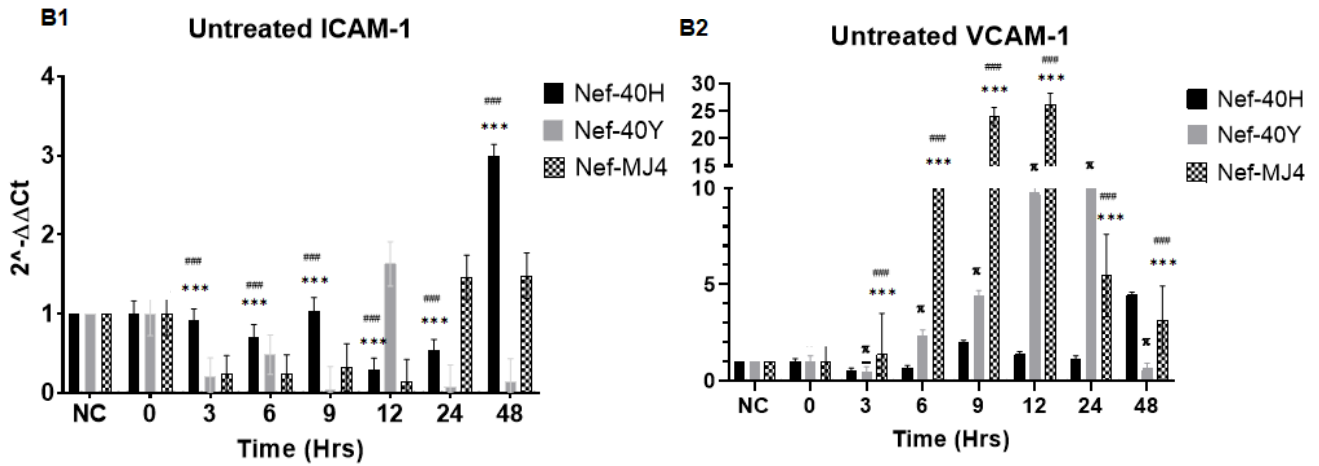 B1
Untreated ICAM-1
2^-ΔΔCt
4
3
2
1
0
###
***
###
***
###
***
###
***
###
***
###
***
NC 0 3 6 9 12 24 48
Time (Hrs)
Nef-40H
Nef-40Y
Nef-MJ4
B2
Untreated VCAM-1
30
25
20
15
10
5
0
###
***
###
***
###
***
###
***
###
***
###
***
NC 0 3 6 9 12 24 48
Time (Hrs)
Nef-40H
Nef-40Y
Nef-MJ4